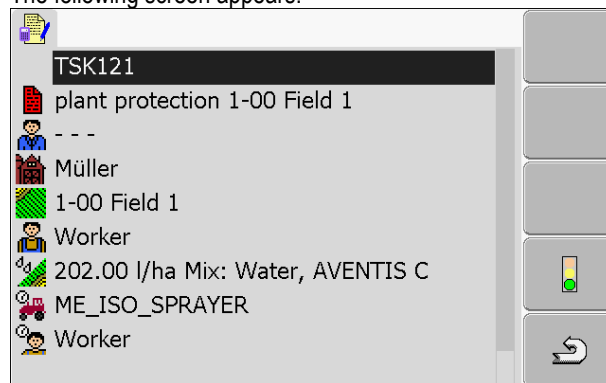 The following screen appears:
TSK121
plant protection 1-00 Field 1
- - -
Müller
1-00 Field 1
Worker
202.00 l/ha Mix: Water, AVENTIS C
ME_ISO_SPRAYER
Worker